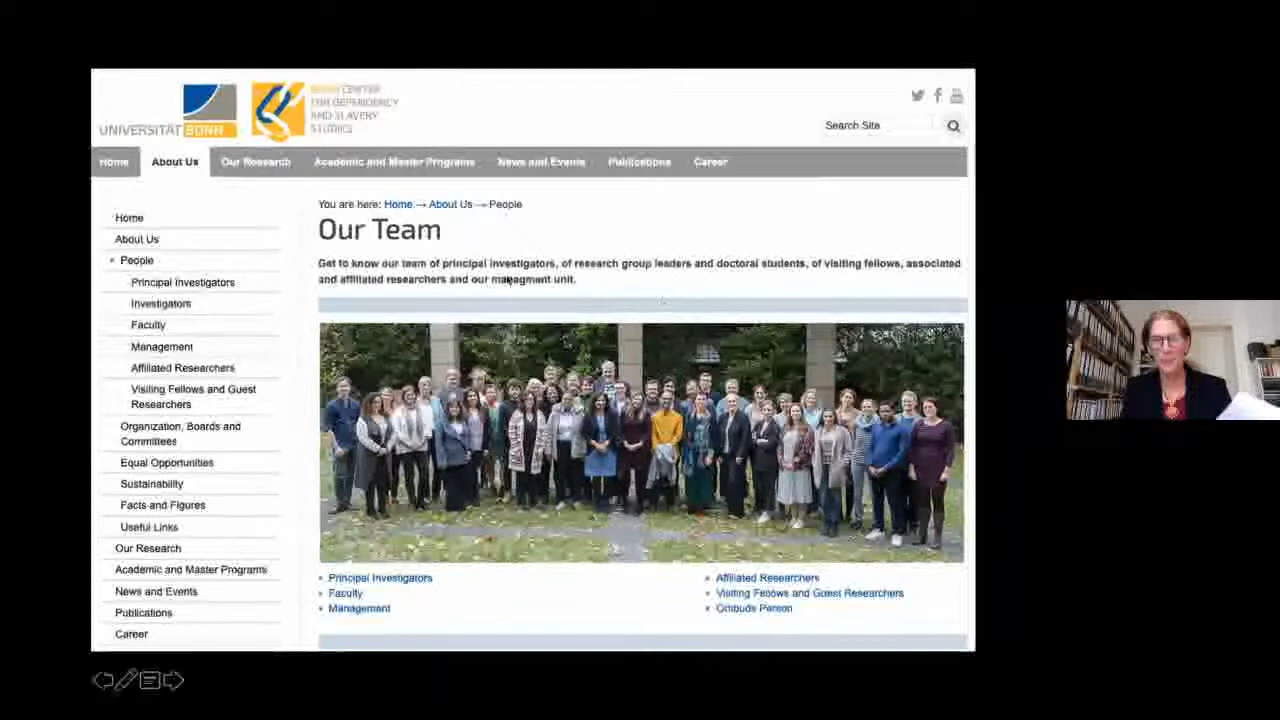 UNIVERSITÄT BONN
BONN CENTER
FOR DEPENDENCY
AND SLAVERY
STUDIES
Search Site
Home
About Us
Our Research
Academic and Master Programs
News and Events
Publications
Career
You are here: Home → About Us → People
Our Team
Get to know our team of principal investigators, of research group leaders and doctoral students, of visiting fellows, associated
and affiliated researchers and our managment unit.
Home
About Us
People
Principal Investigators
Investigators
Faculty
Management
Affiliated Researchers
Visiting Fellows and Guest
Researchers
Organization, Boards and
Committees
Equal Opportunities
Sustainability
Facts and Figures
Useful Links
Our Research
Academic and Master Programs
News and Events
Publications
Career
Principal Investigators
Faculty
Management
Affiliated Researchers
Visiting Fellows and Guest Researchers
Ombuds Person